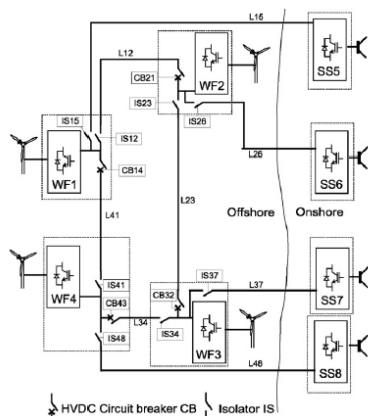 L15
L12
CB21
WF2
SS5
IS23
IS15
IS12
IS26
WF1
CB14
L26
SS6
L23
Offshore
Onshore
L41
IS37
IS41
CB32
L37
WF4
CB43
L34
IS34
WF3
SS7
IS48
L48
SS8
HVDC Circuit breaker CB
Isolator IS